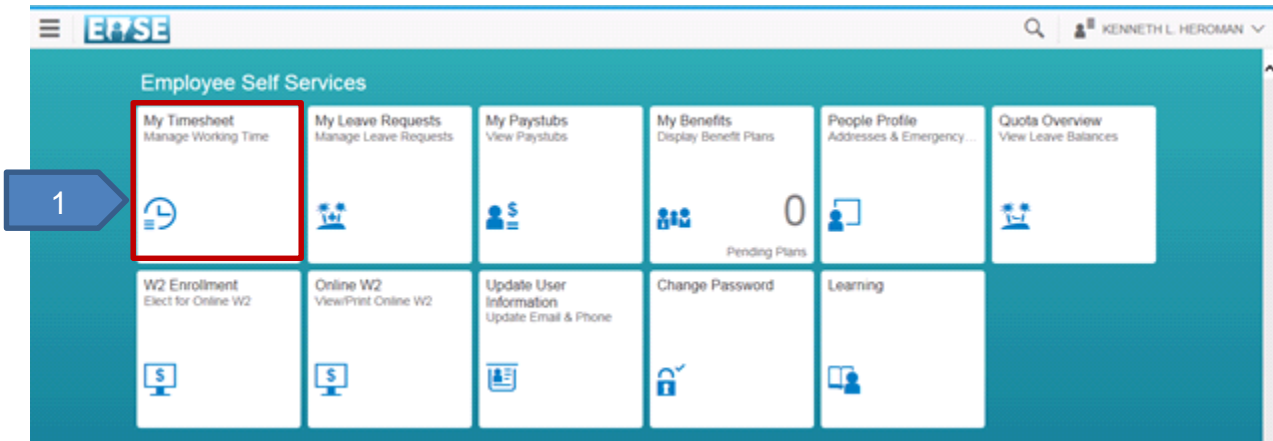 EASE
KENNETH L. HEROMAN
Employee Self Services
My Timesheet
Manage Working Time
My Leave Requests
Manage Leave Requests
My Paystubs
View Paystubs
My Benefits
Display Benefit Plans
0
Pending Plans
People Profile
Addresses & Emergency...
Quota Overview
View Leave Balances
1
W2 Enrollment
Elect for Online W2
Online W2
View/Print Online W2
Update User
Information
Update Email & Phone
Change Password
Learning